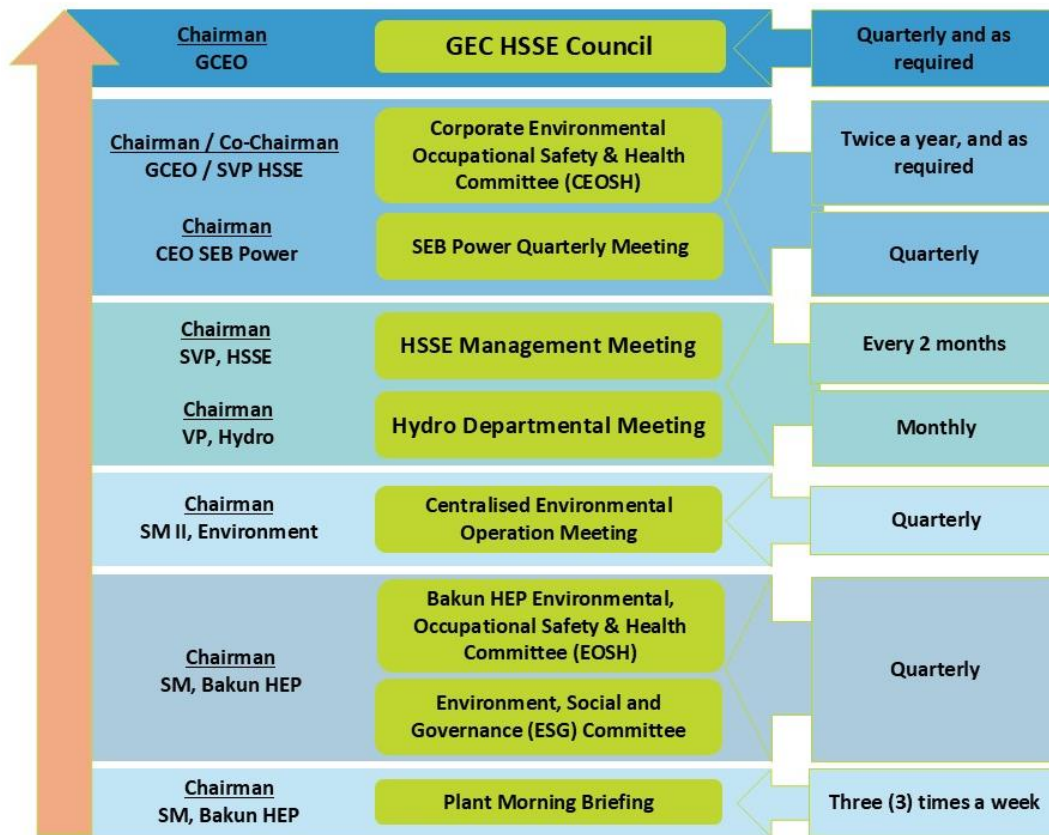 Chairman
GCEO
GEC HSSE Council
Quarterly and as
required
Chairman / Co-Chairman
GCEO / SVP HSSE
Corporate Environmental
Occupational Safety & Health
Committee (CEOSH)
Twice a year, and as
required
Chairman
CEO SEB Power
SEB Power Quarterly Meeting
Quarterly
Chairman
SVP, HSSE
HSSE Management Meeting
Every 2 months
Chairman
VP, Hydro
Hydro Departmental Meeting
Monthly
Chairman
SM II, Environment
Centralised Environmental
Operation Meeting
Quarterly
Chairman
SM, Bakun HEP
Bakun HEP Environmental,
Occupational Safety & Health
Committee (EOSH)
Environment, Social and
Governance (ESG) Committee
Quarterly
Chairman
SM, Bakun HEP
Plant Morning Briefing
Three (3) times a week